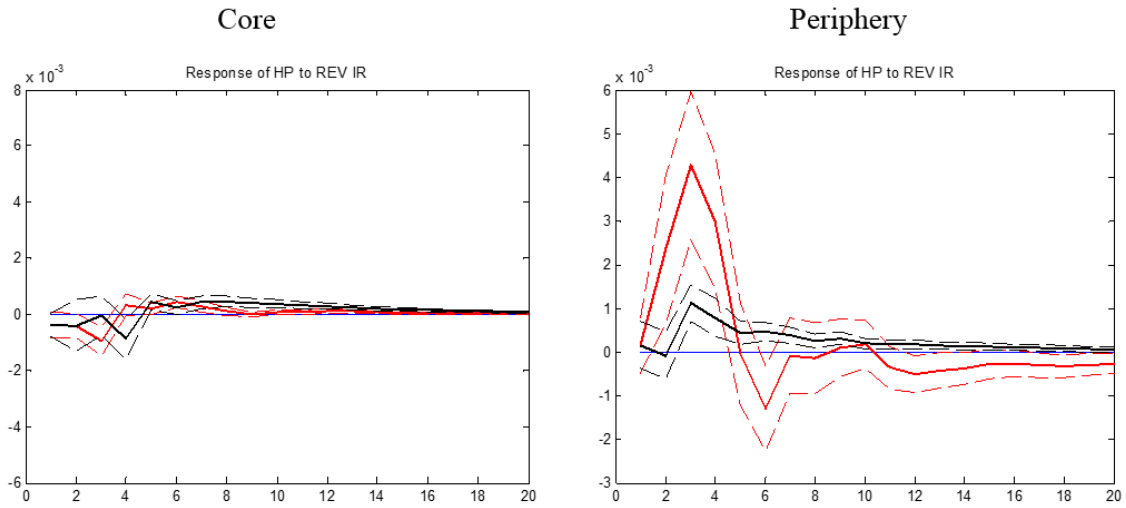 Core
Periphery
x 10⁻³
Response of HP to REV IR
8
6
4
2
0
-2
-4
-6
0 2 4 6 8 10 12 14 16 18 20
x 10⁻³
Response of HP to REV IR
6
5
4
3
2
1
0
-1
-2
-3
0 2 4 6 8 10 12 14 16 18 20